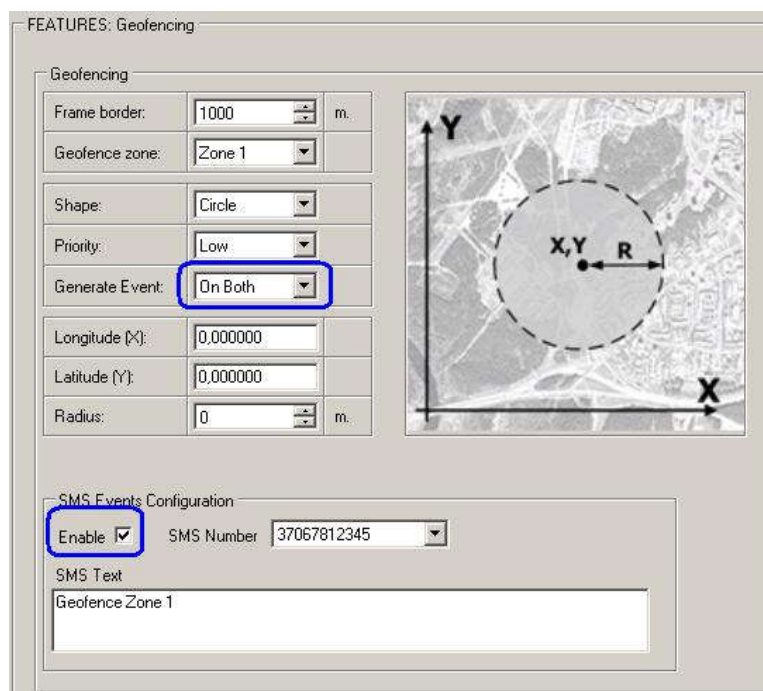 FEATURES: Geofencing
Geofencing
Frame border: 1000 m.
Geofence zone: Zone 1
Shape: Circle
Priority: Low
Generate Event: On Both
Longitude (X): 0,000000
Latitude (Y): 0,000000
Radius: 0 m.
Y
X,Y R
X
SMS Events Configuration
Enable SMS Number 37067812345
SMS Text
Geofence Zone 1